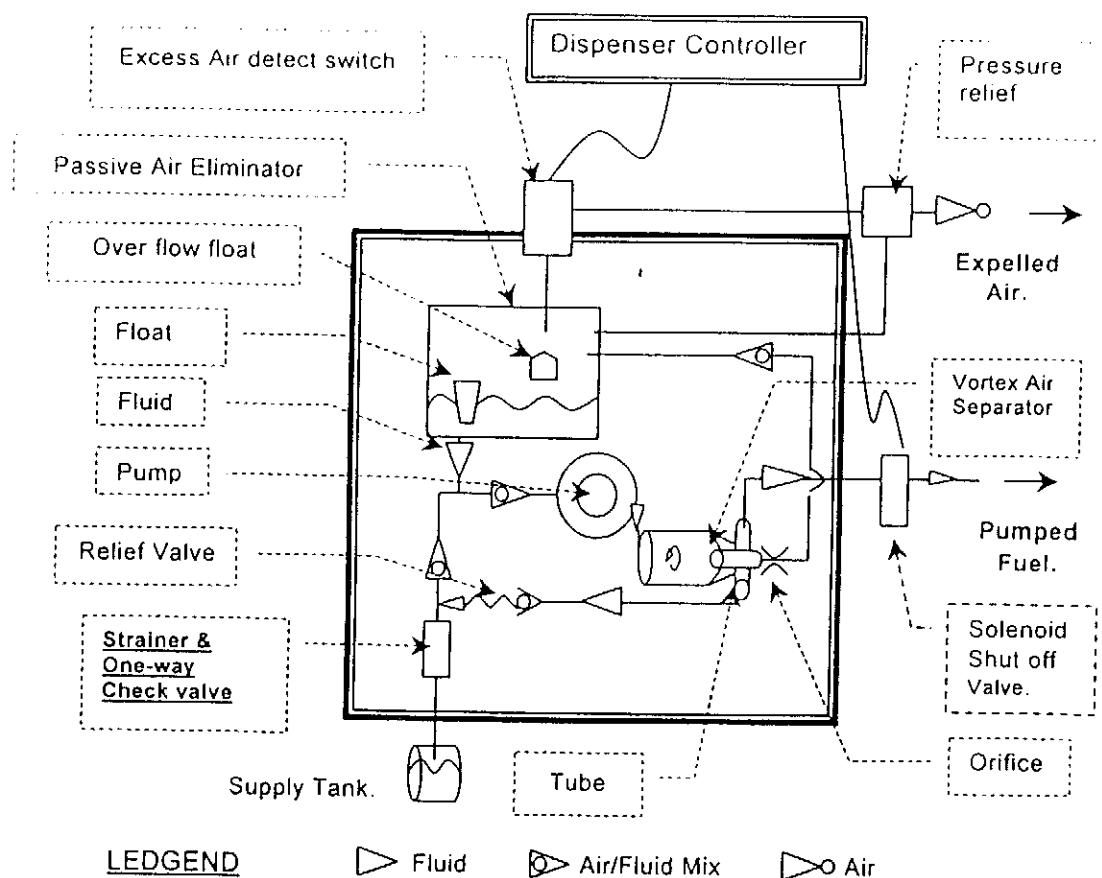 Excess Air detect switch
Dispenser Controller
Pressure
relief
Passive Air Eliminator
Over flow float
Expelled
Air.
Float
Fluid
Vortex Air
Separator
Pump
Relief Valve
Pumped
Fuel.
Strainer &
One-way
Check valve
Solenoid
Shut off
Valve.
Supply Tank.
Tube
Orifice
LEDGEND
Fluid
Air/Fluid Mix
Air